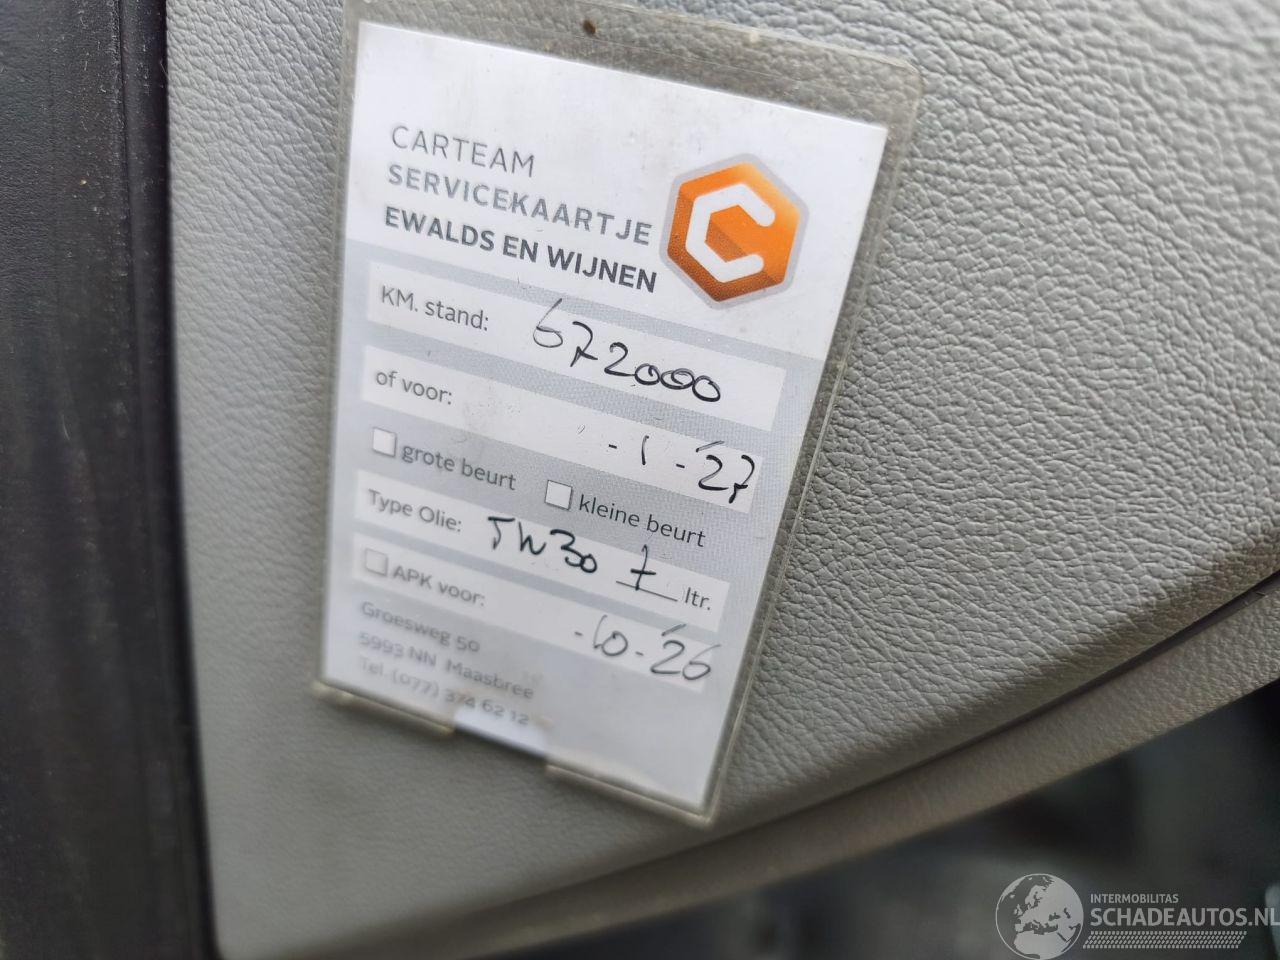 CARTEAM
SERVICEKAARTJE
EWALDS EN WIJNEN
KM. stand: 672000
of voor: -1-'27
grote beurt kleine beurt
Type Olie: 5W30 7 ltr.
APK voor: -10-'26
Groesweg 50
5993 NN Maasbree
Tel. (077) 374 62 12
INTERMOBILITAS
SCHADEAUTOS.NL